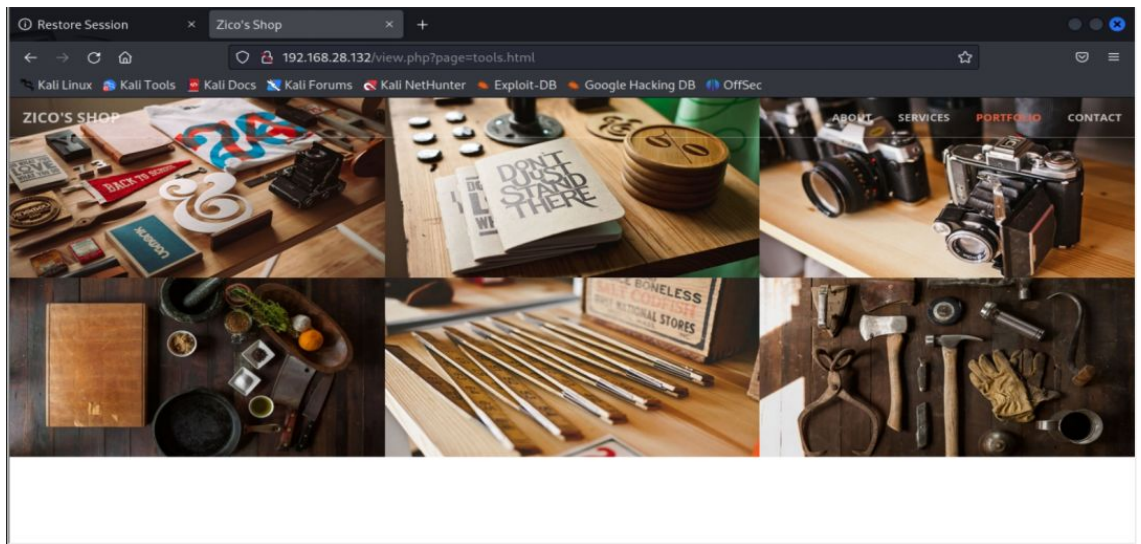 Restore Session
Zico's Shop
192.168.28.132/view.php?page=tools.html
Kali Linux Kali Tools Kali Docs Kali Forums Kali NetHunter Exploit-DB Google Hacking DB OffSec
ZICO'S SHOP
ABOUT SERVICES PORTFOLIO CONTACT
BACK TO
DON'T
JUST
STAND
THERE
BONELESS
CODFISH
NATIONAL STORES